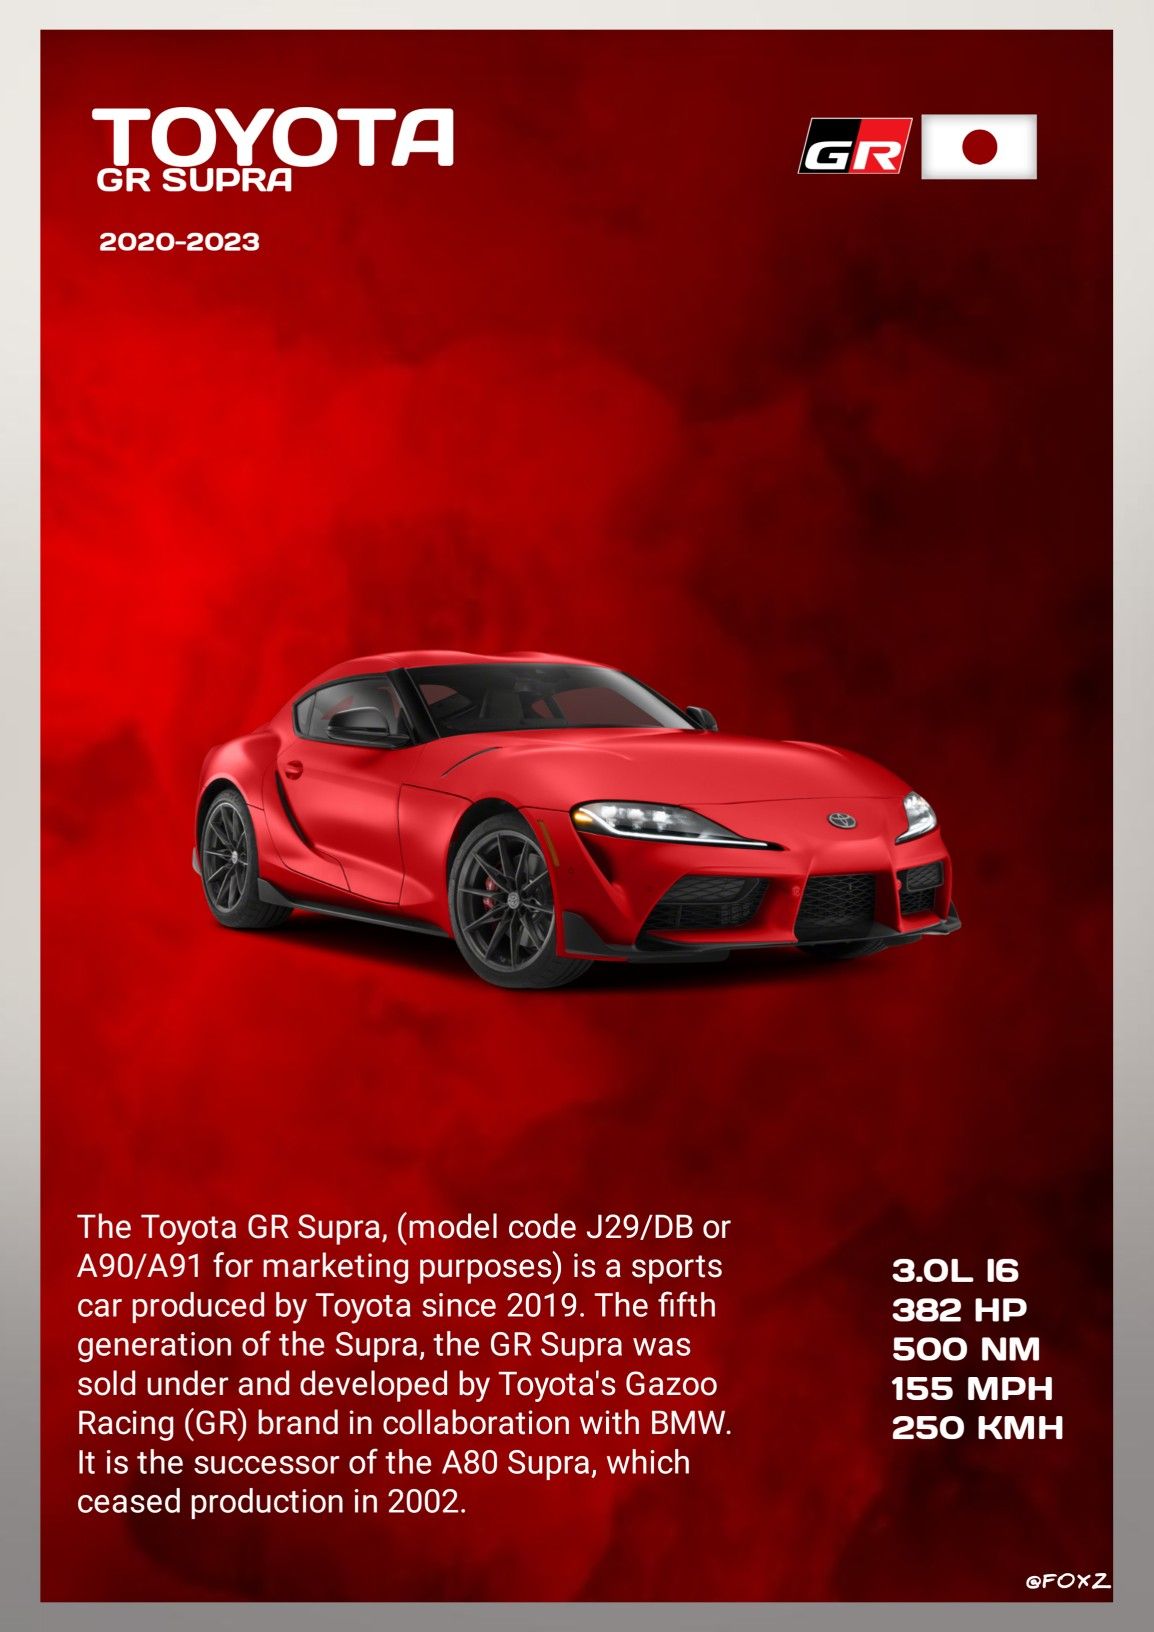 TOYOTA
GR SUPRA
2020-2023
GR
The Toyota GR Supra, (model code J29/DB or
A90/A91 for marketing purposes) is a sports
car produced by Toyota since 2019. The fifth
generation of the Supra, the GR Supra was
sold under and developed by Toyota's Gazoo
Racing (GR) brand in collaboration with BMW.
It is the successor of the A80 Supra, which
ceased production in 2002.
3.0L I6
382 HP
500 NM
155 MPH
250 KMH
@FOXZ